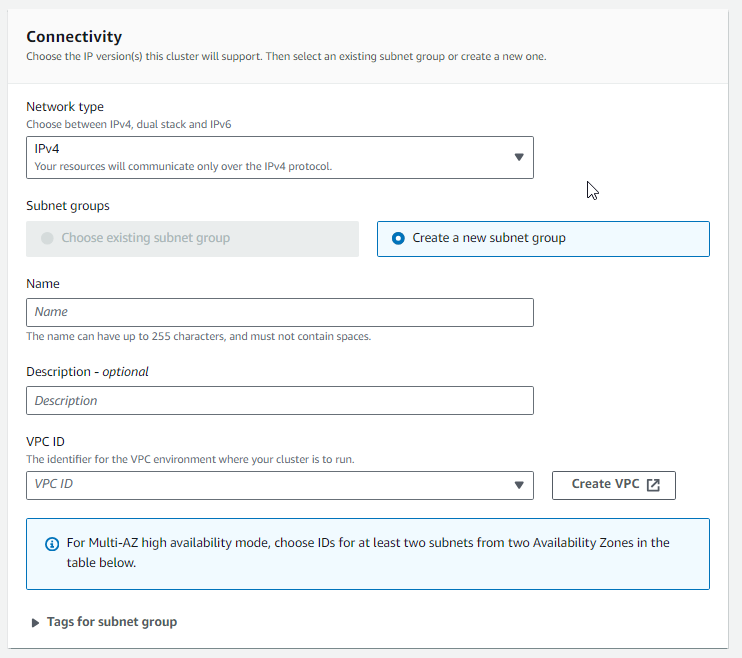 Connectivity
Choose the IP version(s) this cluster will support. Then select an existing subnet group or create a new one.
Network type
Choose between IPv4, dual stack and IPv6
IPv4
Your resources will communicate only over the IPv4 protocol.
Subnet groups
Choose existing subnet group
Create a new subnet group
Name
Name
The name can have up to 255 characters, and must not contain spaces.
Description - optional
Description
VPC ID
The identifier for the VPC environment where your cluster is to run.
VPC ID
Create VPC
For Multi-AZ high availability mode, choose IDs for at least two subnets from two Availability Zones in the
table below.
Tags for subnet group